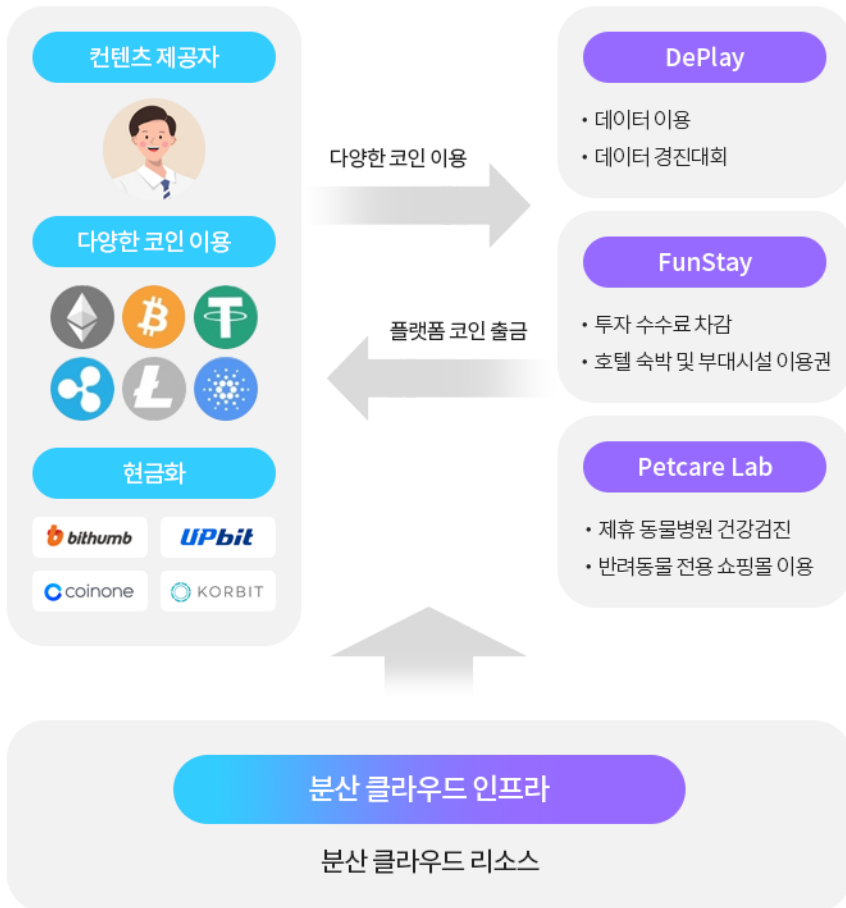 컨텐츠 제공자
다양한 코인 이용
현금화
bithumb
UPbit
coinone
KORBIT
다양한 코인 이용
플랫폼 코인 출금
DePlay
• 데이터 이용
• 데이터 경진대회
FunStay
• 투자 수수료 차감
• 호텔 숙박 및 부대시설 이용권
Petcare Lab
• 제휴 동물병원 건강검진
• 반려동물 전용 쇼핑몰 이용
분산 클라우드 인프라
분산 클라우드 리소스